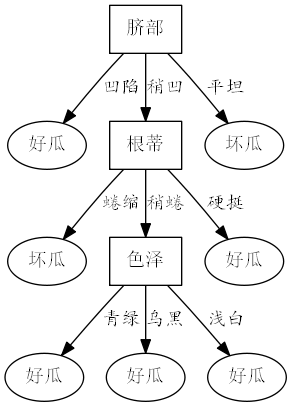 脐部
凹陷 稍凹 平坦
好瓜 根蒂 坏瓜
蜷缩 稍蜷 硬挺
坏瓜 色泽 好瓜
青绿 乌黑 浅白
好瓜 好瓜 好瓜